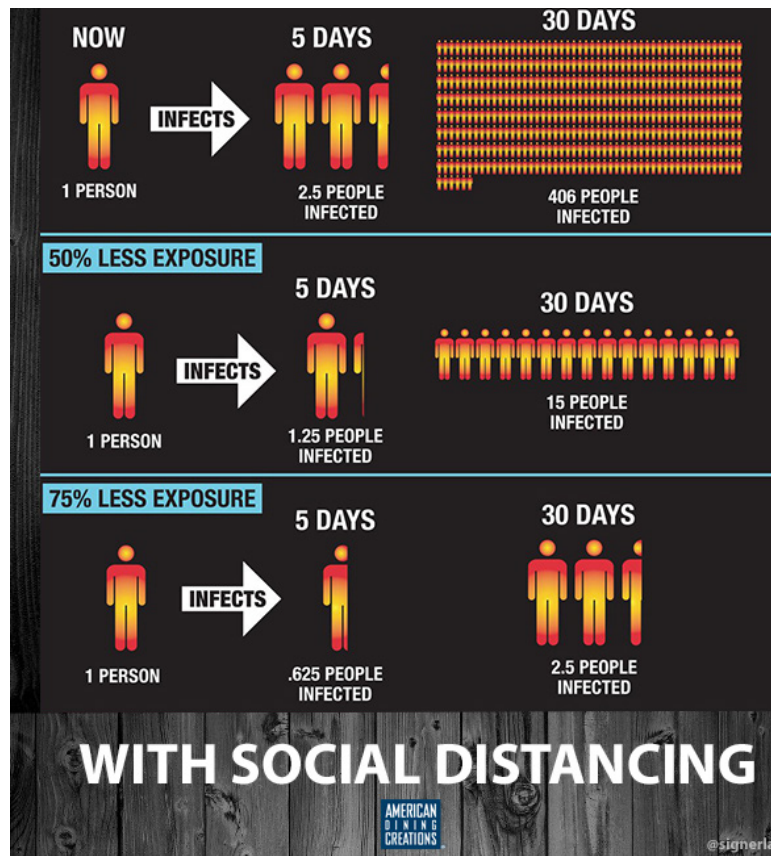 NOW
5 DAYS
30 DAYS
INFECTS
1 PERSON
2.5 PEOPLE
INFECTED
406 PEOPLE
INFECTED
50% LESS EXPOSURE
5 DAYS
30 DAYS
INFECTS
1 PERSON
1.25 PEOPLE
INFECTED
15 PEOPLE
INFECTED
75% LESS EXPOSURE
5 DAYS
30 DAYS
INFECTS
1 PERSON
.625 PEOPLE
INFECTED
2.5 PEOPLE
INFECTED
WITH SOCIAL DISTANCING
AMERICAN
DINING
CREATIONS
@signerla